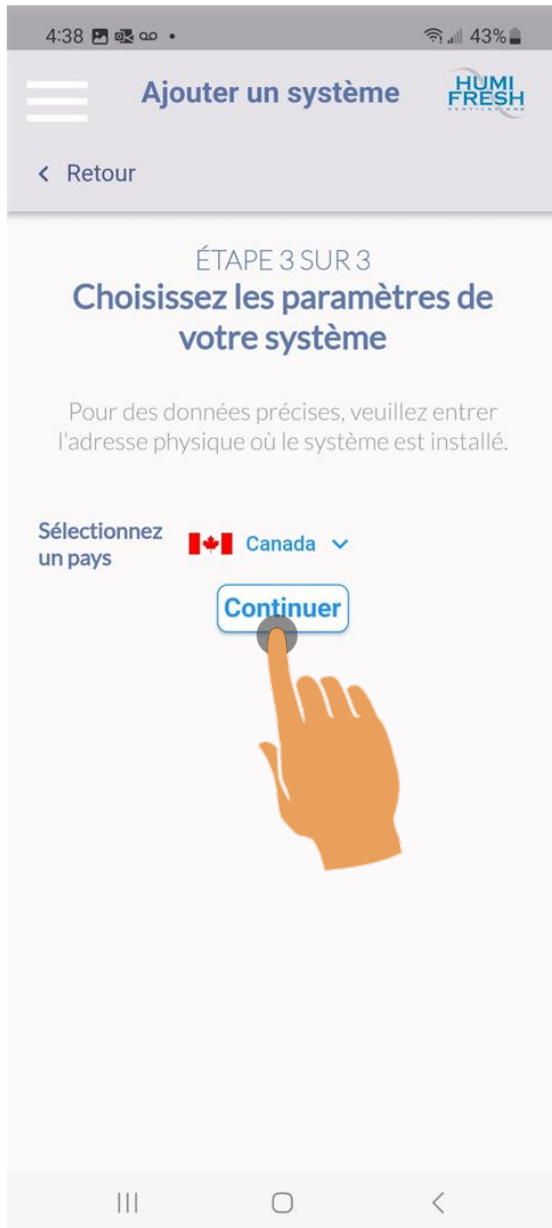 4:38
43%
Ajouter un système
HUMI
FRESH
Retour
ÉTAPE 3 SUR 3
Choisissez les paramètres de
votre système
Pour des données précises, veuillez entrer
l'adresse physique où le système est installé.
Sélectionnez
un pays
Canada
Continuer